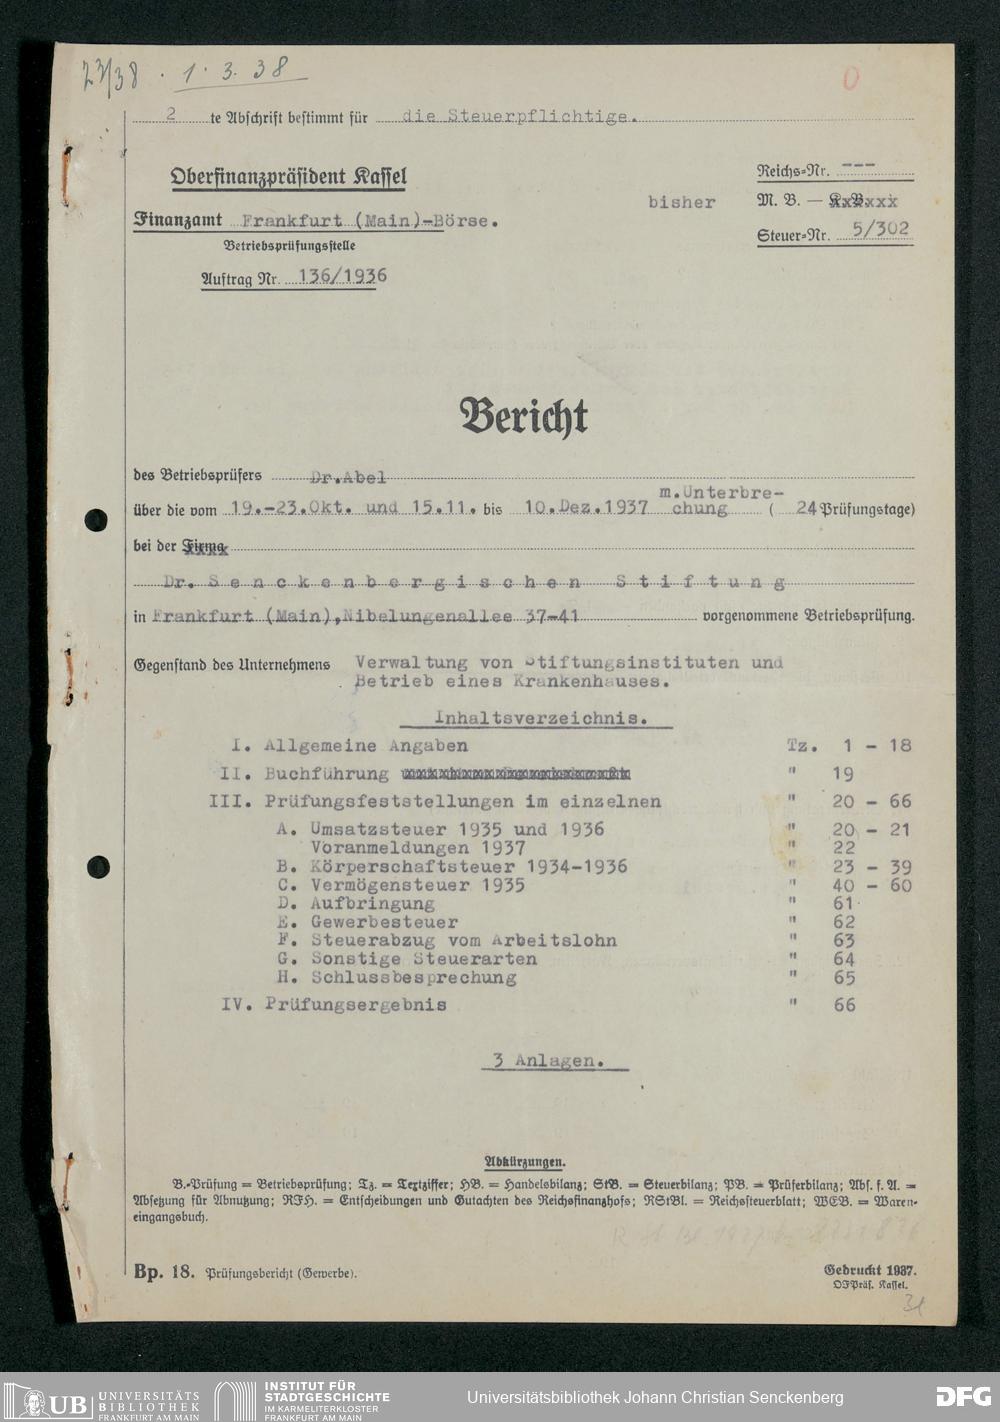 1. 3. 38
2 te Abschrift bestimmt für die Steuerpflichtige.
Oberfinanzpräsident Kassel
Reichs=Nr. ---
bisher M. B. — K.B.
Finanzamt Frankfurt (Main)-Börse.
Steuer=Nr. 5/302
Betriebsprüfungsstelle
Auftrag Nr. 136/1936
Bericht
des Betriebsprüfers Dr.Abel
über die vom 19.-23.Okt. und 15.11. bis 10.Dez.1937 m.Unterbre-
chung ( 24 Prüfungstage)
bei der Firma
Dr. Senckenbergischen Stiftung
in Frankfurt (Main),Nibelungenallee 37-41 vorgenommene Betriebsprüfung.
Gegenstand des Unternehmens Verwaltung von Stiftungsinstituten und
Betrieb eines Krankenhauses.
Inhaltsverzeichnis.
I. Allgemeine Angaben Tz. 1 - 18
II. Buchführung " 19
III. Prüfungsfeststellungen im einzelnen " 20 - 66
A. Umsatzsteuer 1935 und 1936 " 20 - 21
Voranmeldungen 1937 " 22
B. Körperschaftsteuer 1934-1936 " 23 - 39
C. Vermögensteuer 1935 " 40 - 60
D. Aufbringung " 61
E. Gewerbesteuer " 62
F. Steuerabzug vom Arbeitslohn " 63
G. Sonstige Steuerarten " 64
H. Schlussbesprechung " 65
IV. Prüfungsergebnis " 66
3 Anlagen.
Abkürzungen.
B.-Prüfung = Betriebsprüfung; Tz. = Textziffer; HB. = Handelsbilanz; StB. = Steuerbilanz; PB. = Prüferbilanz; Abs. f. A. =
Absetzung für Abnutzung; RFH. = Entscheidungen und Gutachten des Reichsfinanzhofs; RStBl. = Reichssteuerblatt; WEB. = Waren-
eingangsbuch.
Bp. 18. Prüfungsbericht (Gewerbe).
Gedruckt 1937.
OFPräs. Kassel.
31
UB UNIVERSITÄTS
BIBLIOTHEK
FRANKFURT AM MAIN
INSTITUT FÜR
STADTGESCHICHTE
IM KARMELITERKLOSTER
FRANKFURT AM MAIN
Universitätsbibliothek Johann Christian Senckenberg
DFG